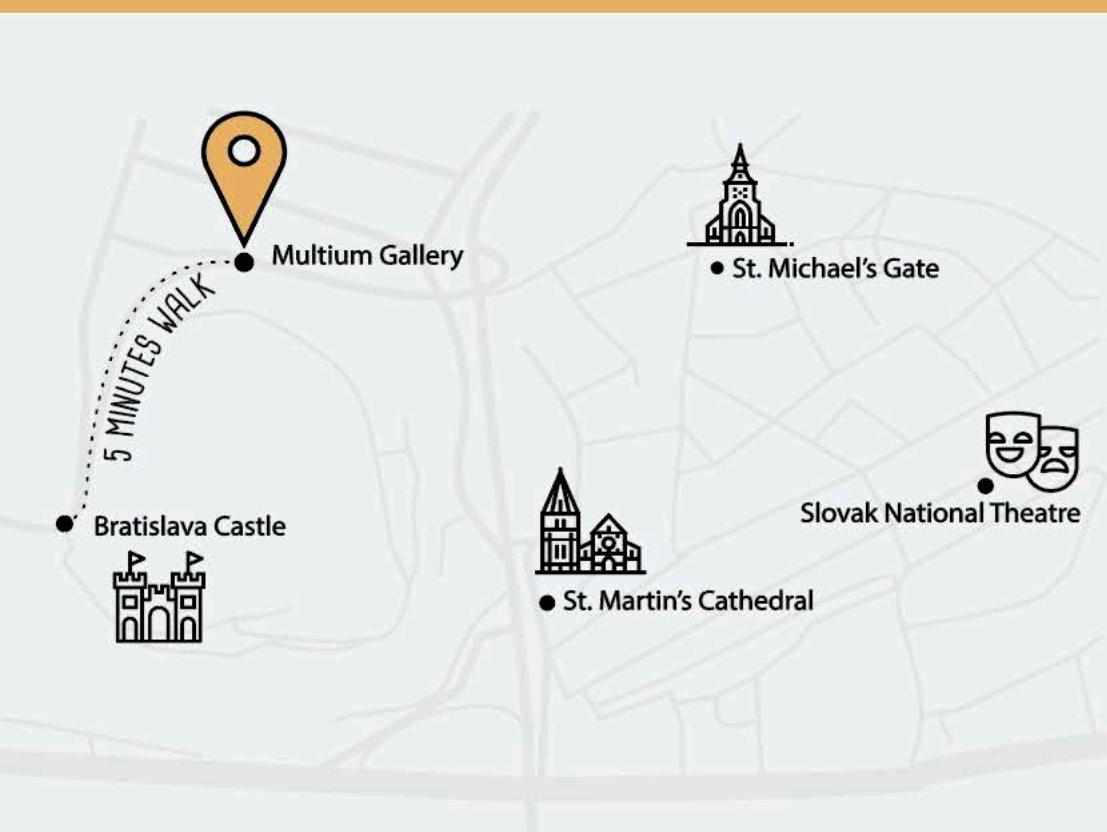 Multium Gallery
St. Michael's Gate
5 MINUTES WALK
Slovak National Theatre
Bratislava Castle
St. Martin's Cathedral